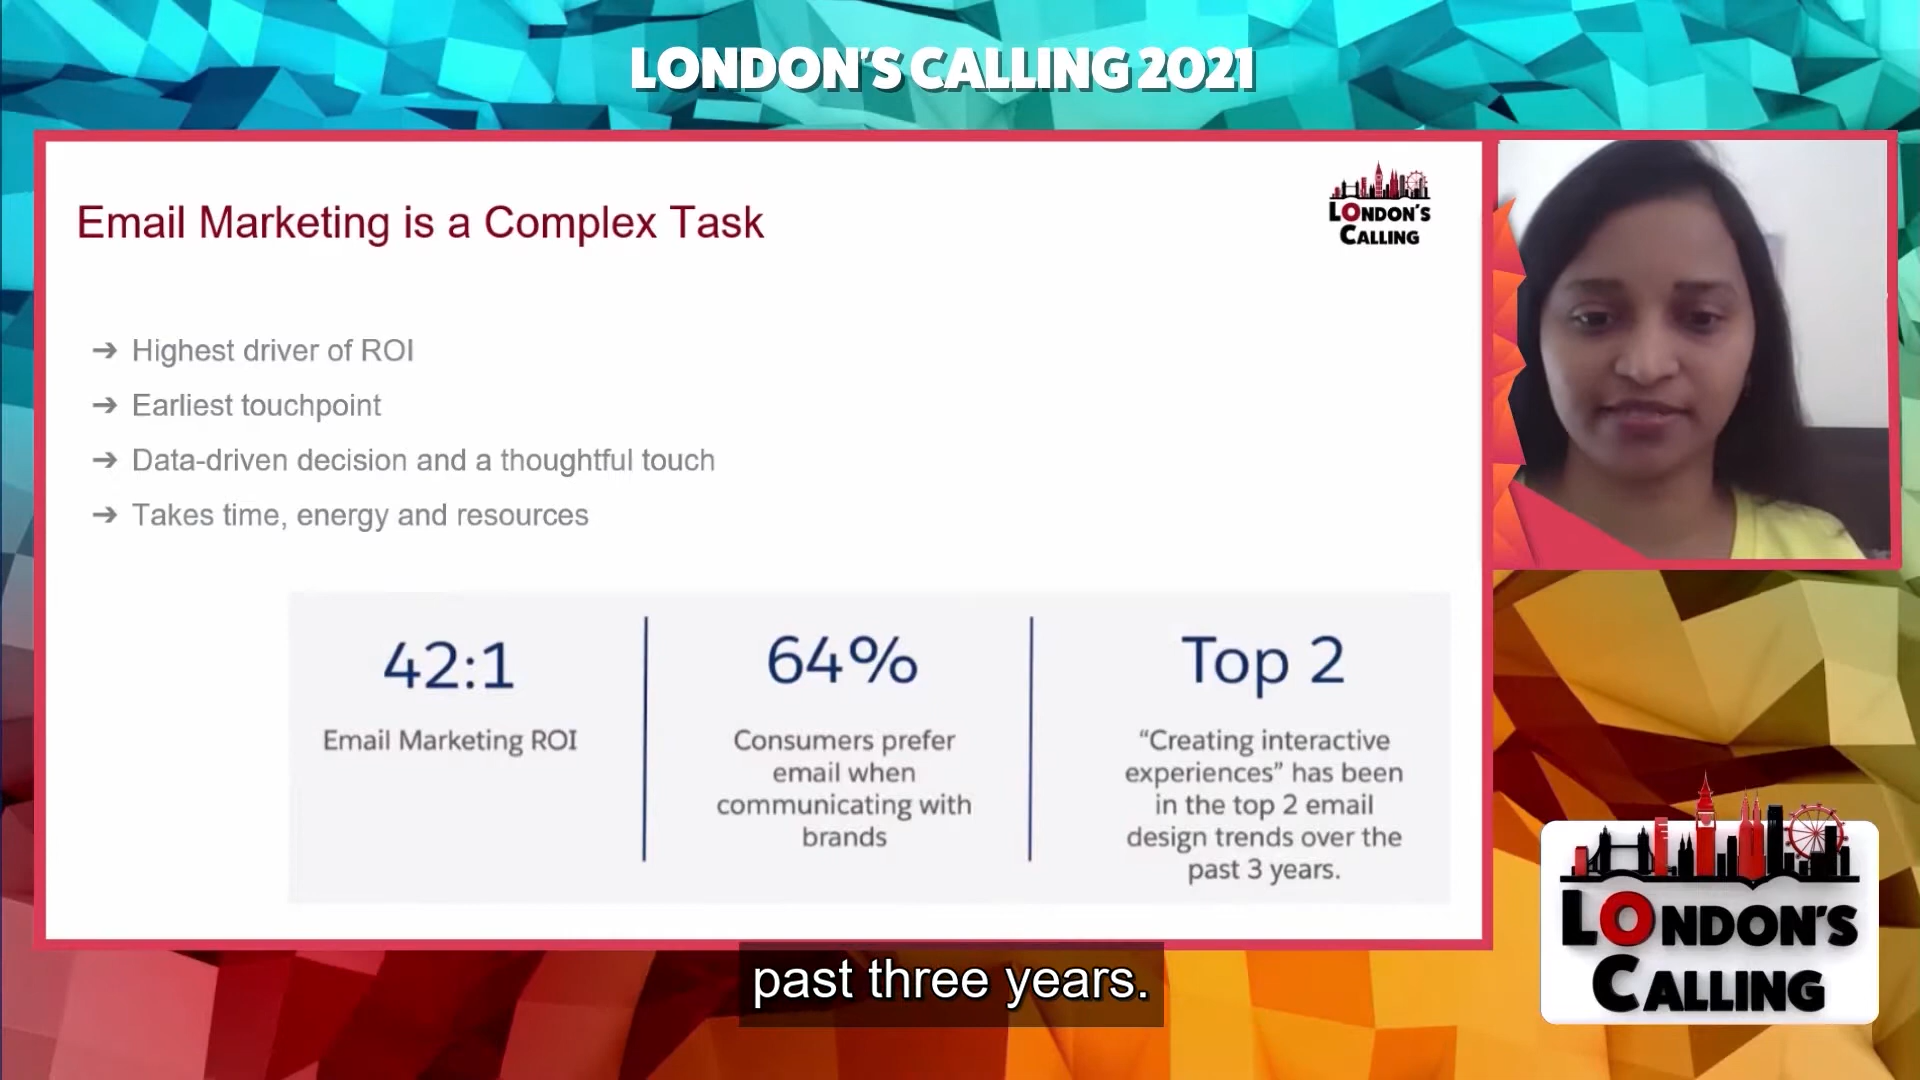 LONDON'S CALLING 2021
Email Marketing is a Complex Task
LONDON'S
CALLING
➔ Highest driver of ROI
➔ Earliest touchpoint
➔ Data-driven decision and a thoughtful touch
➔ Takes time, energy and resources
42:1
Email Marketing ROI
64%
Consumers prefer
email when
communicating with
brands
Top 2
“Creating interactive
experiences” has been
in the top 2 email
design trends over the
past 3 years.
past three years.
LONDON'S
CALLING